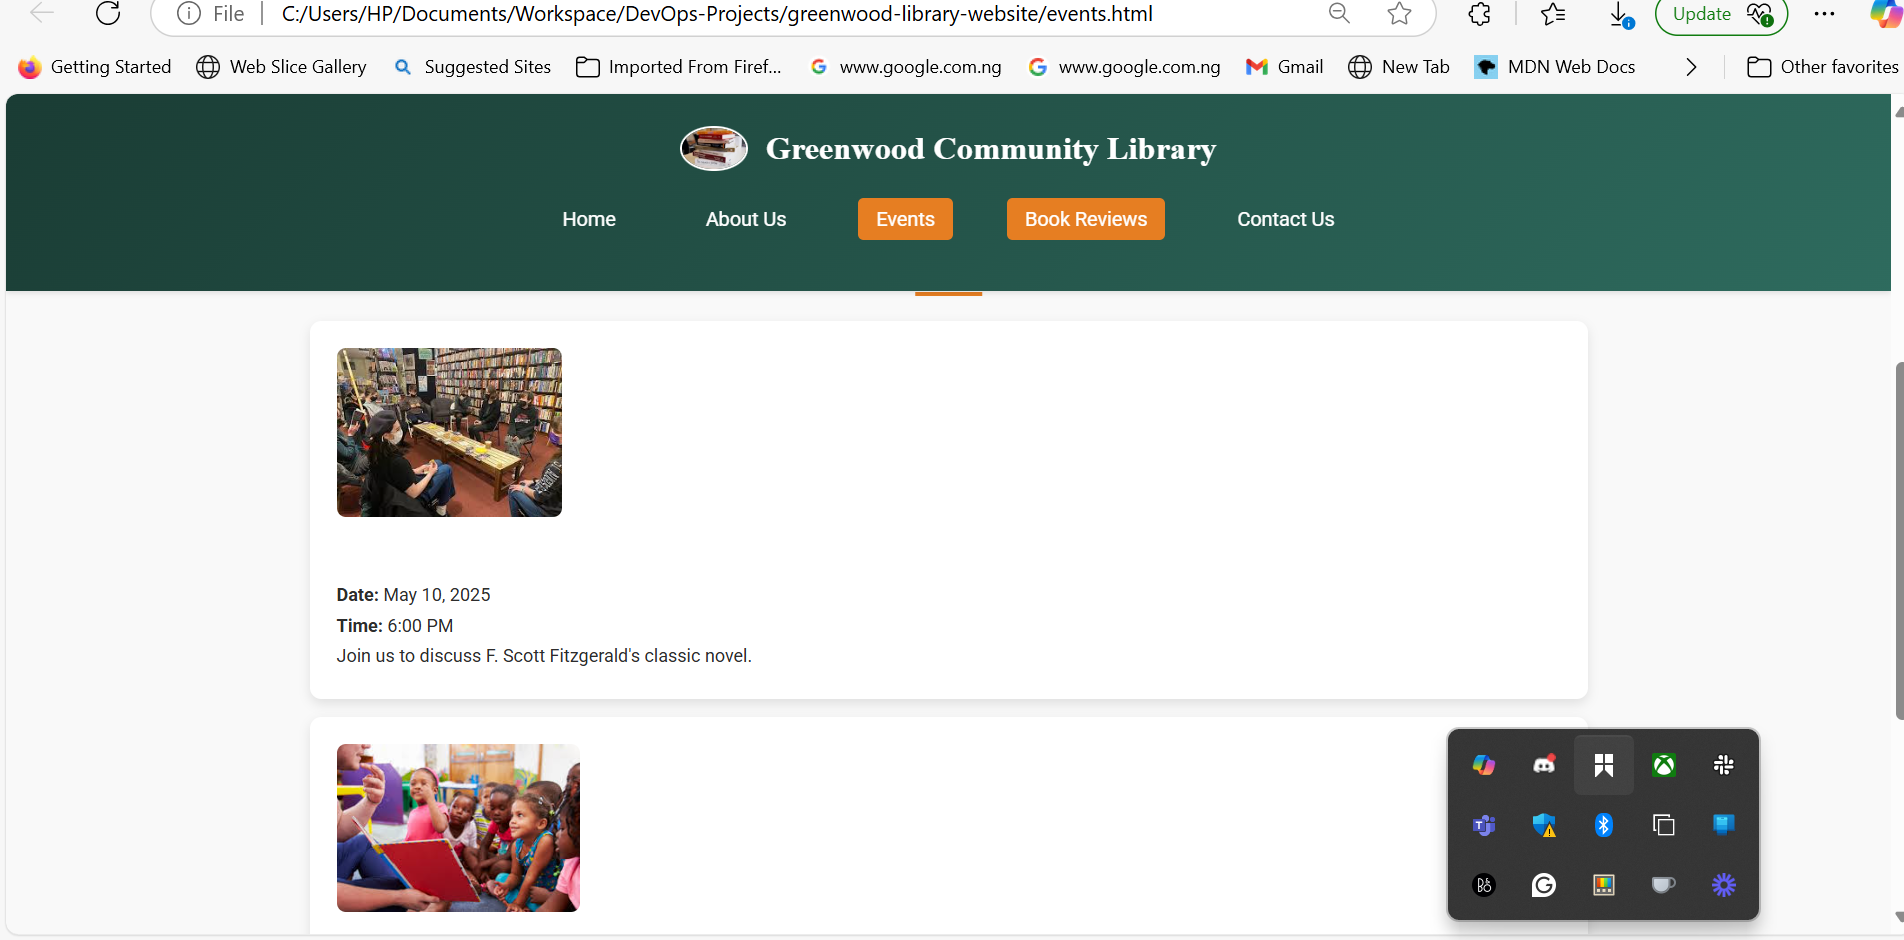 File C:/Users/HP/Documents/Workspace/DevOps-Projects/greenwood-library-website/events.html Update
Getting Started Web Slice Gallery Suggested Sites Imported From Firef... www.google.com.ng www.google.com.ng Gmail New Tab MDN Web Docs Other favorites
Greenwood Community Library
Home About Us Events Book Reviews Contact Us
Date: May 10, 2025
Time: 6:00 PM
Join us to discuss F. Scott Fitzgerald's classic novel.